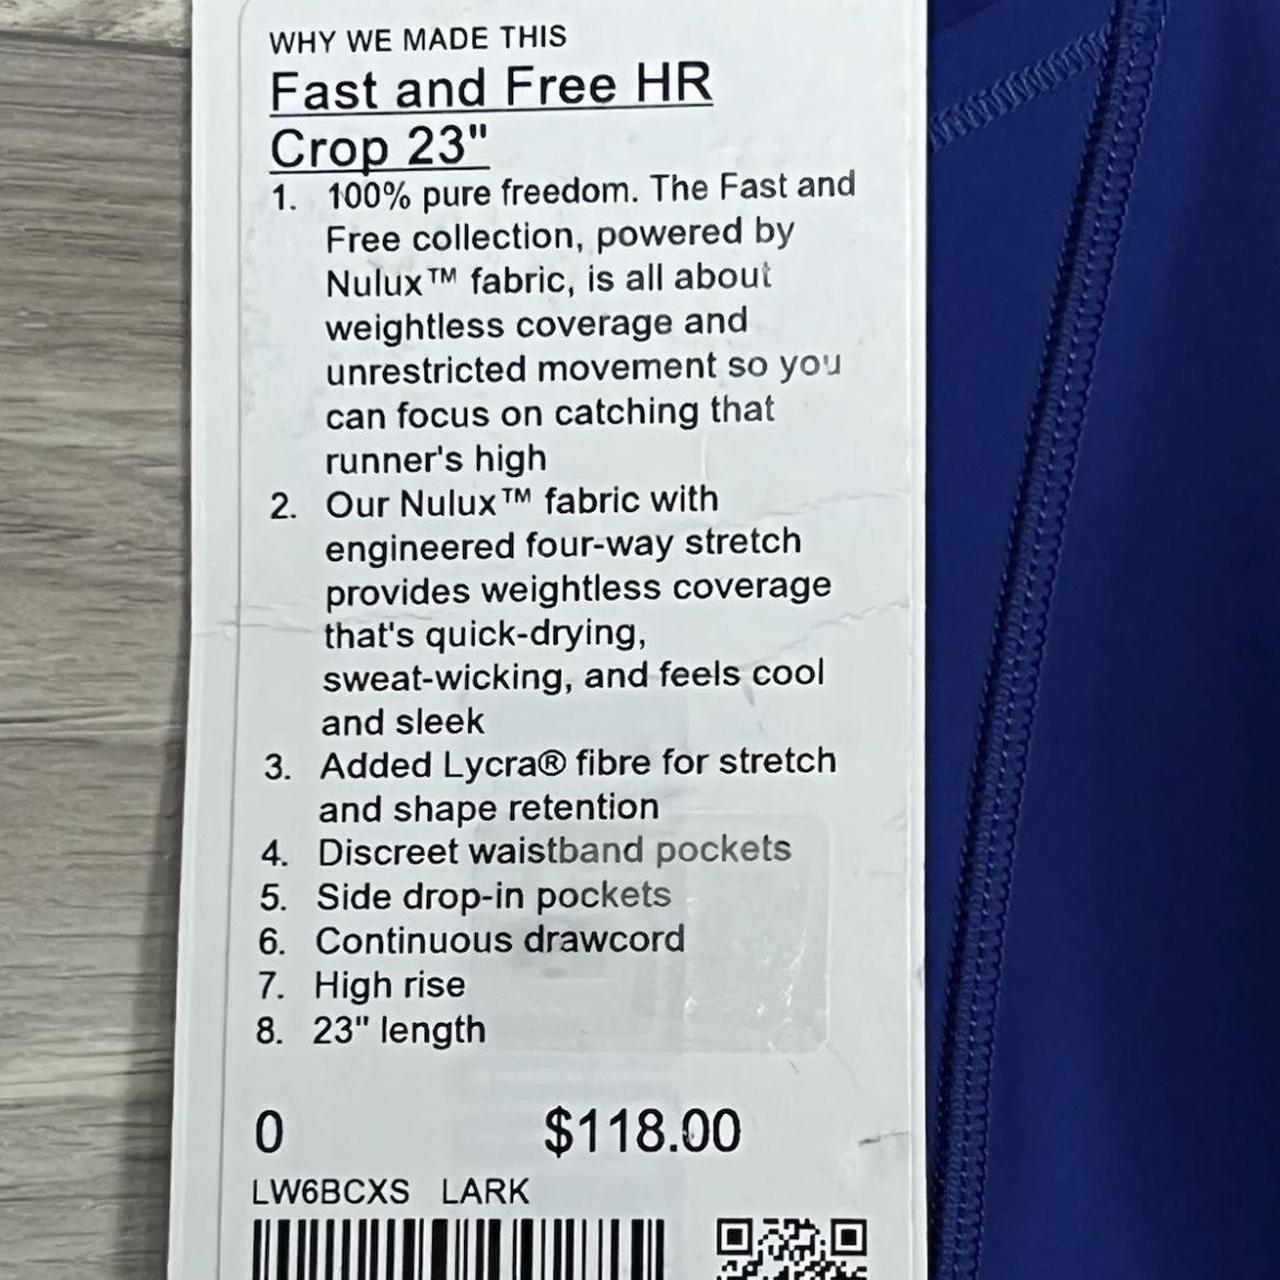 WHY WE MADE THIS
Fast and Free HR
Crop 23"
1. 100% pure freedom. The Fast and
Free collection, powered by
Nulux™ fabric, is all about
weightless coverage and
unrestricted movement so you
can focus on catching that
runner's high
2. Our Nulux™ fabric with
engineered four-way stretch
provides weightless coverage
that's quick-drying,
sweat-wicking, and feels cool
and sleek
3. Added Lycra® fibre for stretch
and shape retention
4. Discreet waistband pockets
5. Side drop-in pockets
6. Continuous drawcord
7. High rise
8. 23" length
0 $118.00
LW6BCXS LARK